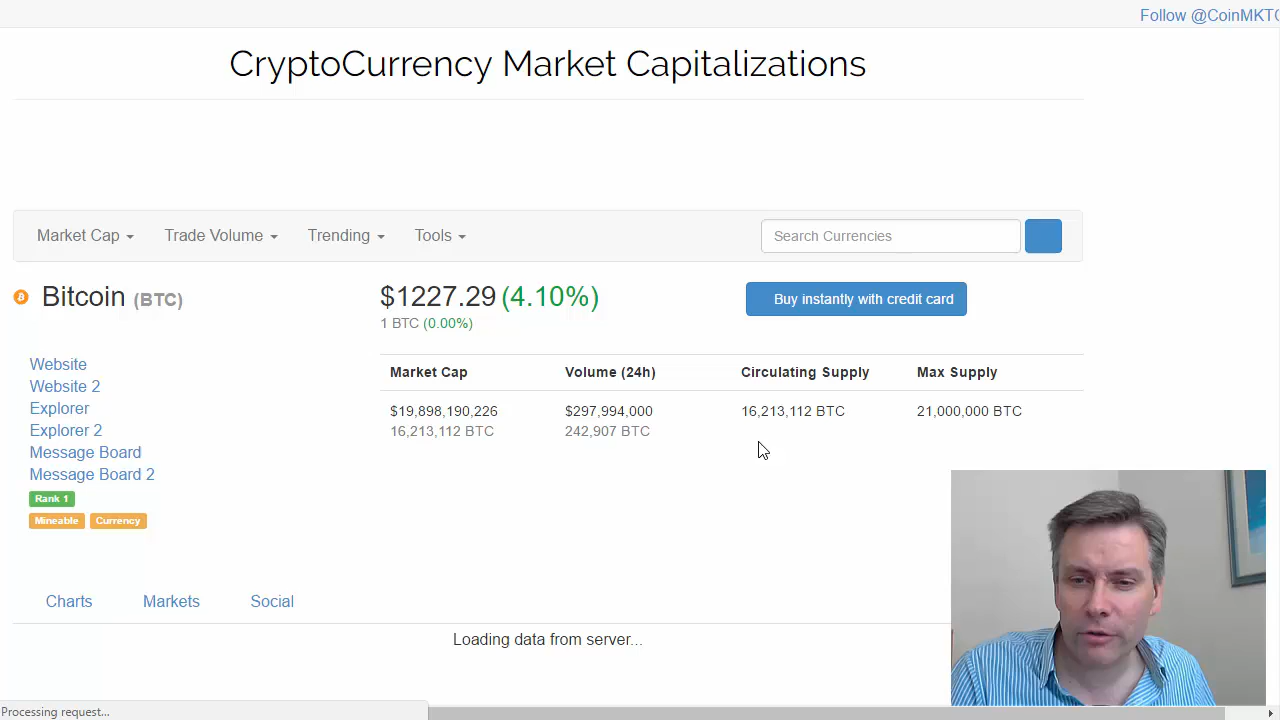 Follow @CoinMKTC
CryptoCurrency Market Capitalizations
Market Cap Trade Volume Trending Tools Search Currencies
Bitcoin (BTC) $1227.29 (4.10%) Buy instantly with credit card
1 BTC (0.00%)
Website
Website 2
Explorer
Explorer 2
Message Board
Message Board 2
Rank 1
Mineable Currency
Market Cap Volume (24h) Circulating Supply Max Supply
$19,898,190,226 $297,994,000 16,213,112 BTC 21,000,000 BTC
16,213,112 BTC 242,907 BTC
Charts Markets Social
Loading data from server...
Processing request...